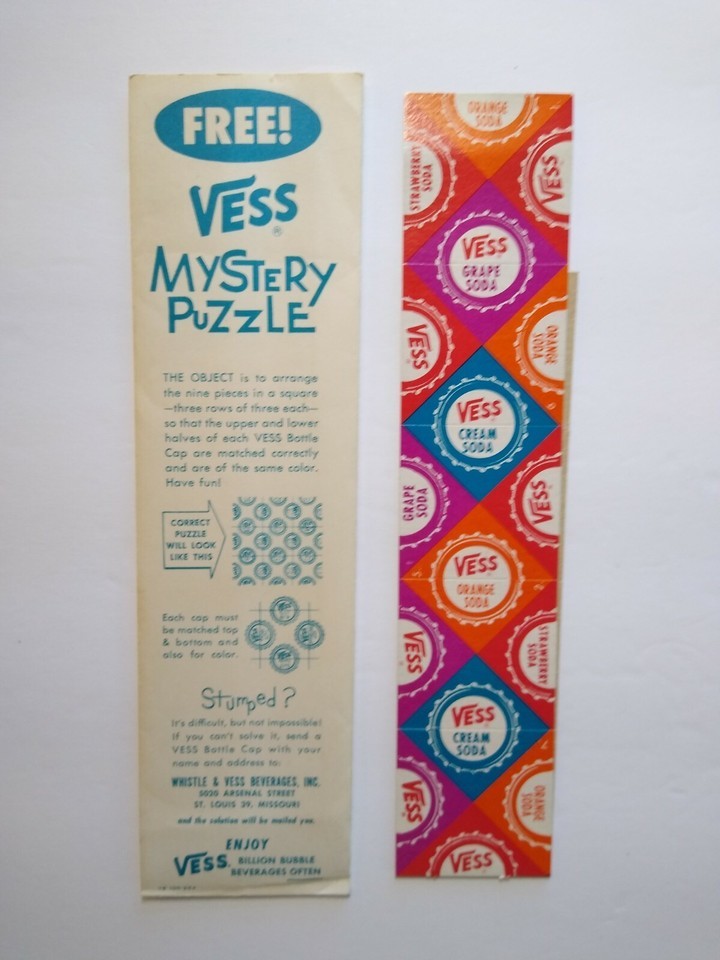 FREE!
VESS®
MYSTERY
PUZZLE
THE OBJECT is to arrange
the nine pieces in a square
—three rows of three each—
so that the upper and lower
halves of each VESS Bottle
Cap are matched correctly
and are of the same color.
Have fun!
CORRECT
PUZZLE
WILL LOOK
LIKE THIS
Each cap must
be matched top
& bottom and
also for color.
Stumped?
It's difficult, but not impossible!
If you can't solve it, send a
VESS Bottle Cap with your
name and address to:
WHISTLE & VESS BEVERAGES, INC.
5020 ARSENAL STREET
ST. LOUIS 39, MISSOURI
and the solution will be mailed you.
ENJOY
VESS BILLION BUBBLE
BEVERAGES OFTEN
ORANGE
SODA
STRAWBERRY
SODA
VESS
VESS
GRAPE
SODA
VESS
ORANGE
SODA
VESS
CREAM
SODA
GRAPE
SODA
VESS
VESS
ORANGE
SODA
VESS
STRAWBERRY
SODA
VESS
CREAM
SODA
VESS
ORANGE
SODA
VESS